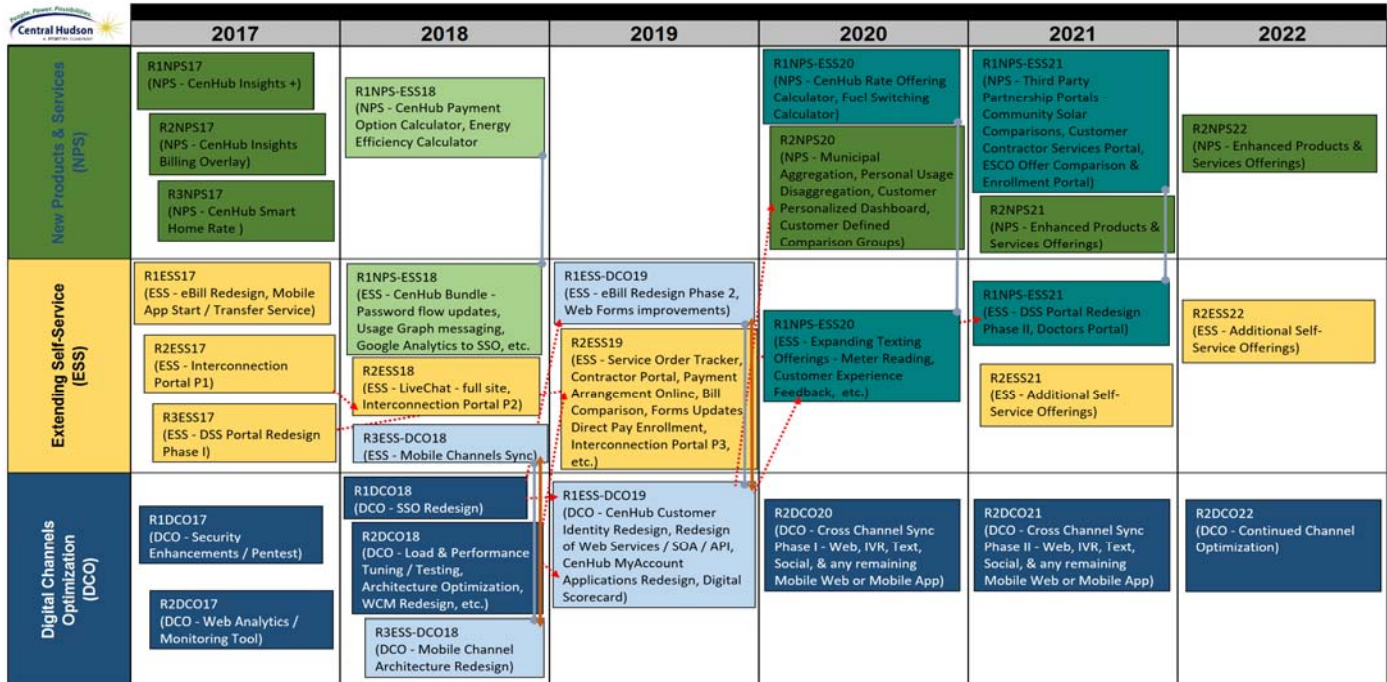 People. Power. Possibilities.
Central Hudson
A FORTIS COMPANY
2017
2018
2019
2020
2021
2022
New Products & Services
(NPS)
R1NPS17
(NPS - CenHub Insights +)
R2NPS17
(NPS - CenHub Insights
Billing Overlay)
R3NPS17
(NPS - CenHub Smart
Home Rate )
R1NPS-ESS18
(NPS - CenHub Payment
Option Calculator, Energy
Efficiency Calculator
R1NPS-ESS20
(NPS - CenHub Rate Offering
Calculator, Fuel Switching
Calculator)
R2NPS20
(NPS - Municipal
Aggregation, Personal Usage
Disaggregation, Customer
Personalized Dashboard,
Customer Defined
Comparison Groups)
R1NPS-ESS21
(NPS - Third Party
Partnership Portals
Community Solar
Comparisons, Customer
Contractor Services Portal,
ESCO Offer Comparison &
Enrollment Portal)
R2NPS21
(NPS - Enhanced Products &
Services Offerings)
R2NPS22
(NPS - Enhanced Products &
Services Offerings)
Extending Self-Service
(ESS)
R1ESS17
(ESS - eBill Redesign, Mobile
App Start / Transfer Service)
R2ESS17
(ESS - Interconnection
Portal P1)
R3ESS17
(ESS - DSS Portal Redesign
Phase I)
R1NPS-ESS18
(ESS - CenHub Bundle -
Password flow updates,
Usage Graph messaging,
Google Analytics to SSO, etc.
R2ESS18
(ESS - LiveChat - full site,
Interconnection Portal P2)
R3ESS-DCO18
(ESS - Mobile Channels Sync)
R1ESS-DCO19
(ESS - eBill Redesign Phase 2,
Web Forms improvements)
R2ESS19
(ESS - Service Order Tracker,
Contractor Portal, Payment
Arrangement Online, Bill
Comparison, Forms Updates
Direct Pay Enrollment,
Interconnection Portal P3,
etc.)
R1NPS-ESS20
(ESS - Expanding Texting
Offerings - Meter Reading,
Customer Experience
Feedback, etc.)
R1NPS-ESS21
(ESS - DSS Portal Redesign
Phase II, Doctors Portal)
R2ESS21
(ESS - Additional Self-
Service Offerings)
R2ESS22
(ESS - Additional Self-
Service Offerings)
Digital Channels
Optimization
(DCO)
R1DCO17
(DCO - Security
Enhancements / Pentest)
R2DCO17
(DCO - Web Analytics /
Monitoring Tool)
R1DCO18
(DCO - SSO Redesign)
R2DCO18
(DCO - Load & Performance
Tuning / Testing,
Architecture Optimization,
WCM Redesign, etc.)
R3ESS-DCO18
(DCO - Mobile Channel
Architecture Redesign)
R1ESS-DCO19
(DCO - CenHub Customer
Identity Redesign, Redesign
of Web Services / SOA / API,
CenHub MyAccount
Applications Redesign, Digital
Scorecard)
R2DCO20
(DCO - Cross Channel Sync
Phase I - Web, IVR, Text,
Social, & any remaining
Mobile Web or Mobile App)
R2DCO21
(DCO - Cross Channel Sync
Phase II - Web, IVR, Text,
Social, & any remaining
Mobile Web or Mobile App)
R2DCO22
(DCO - Continued Channel
Optimization)